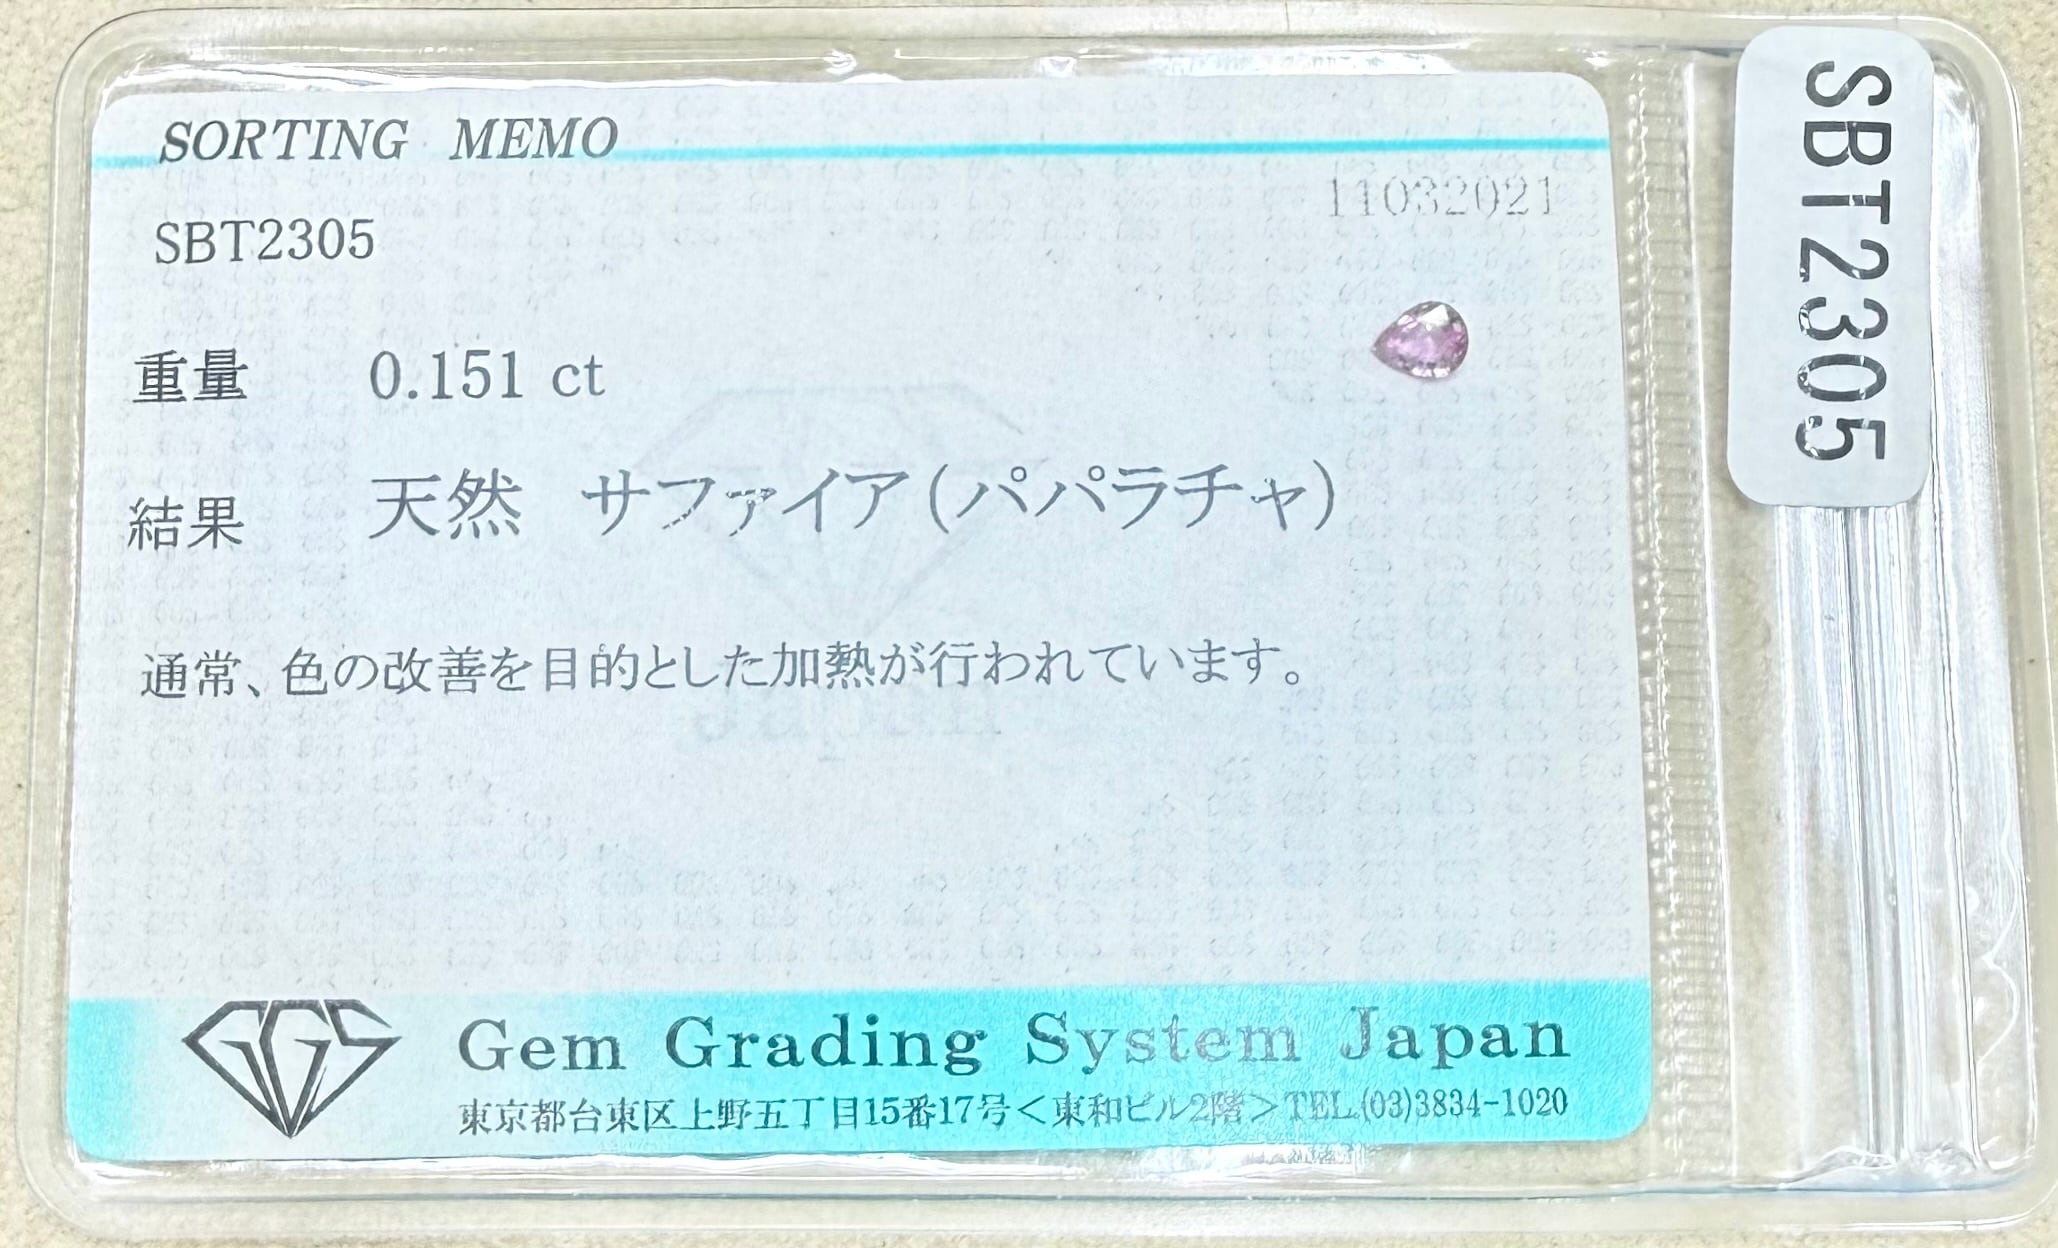 SORTING MEMO
11032021
SBT2305
重量 0.151 ct
結果 天然 サファイア(パパラチャ)
通常、色の改善を目的とした加熱が行われています。
GGS
Gem Grading System Japan
東京都台東区上野五丁目15番17号<東和ビル2階>TEL.(03)3834-1020
SBT2305